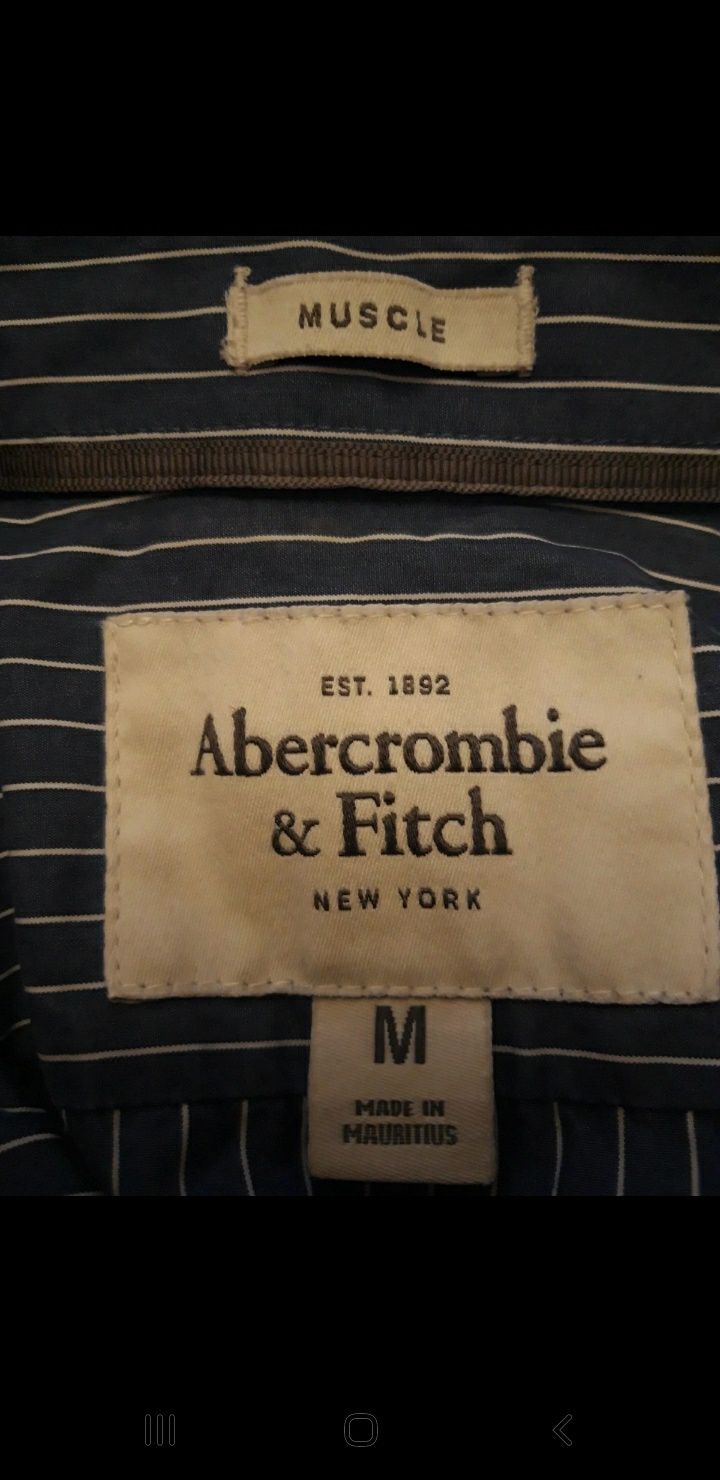 MUSCLE
EST. 1892
Abercrombie
& Fitch
NEW YORK
M
MADE IN
MAURITIUS